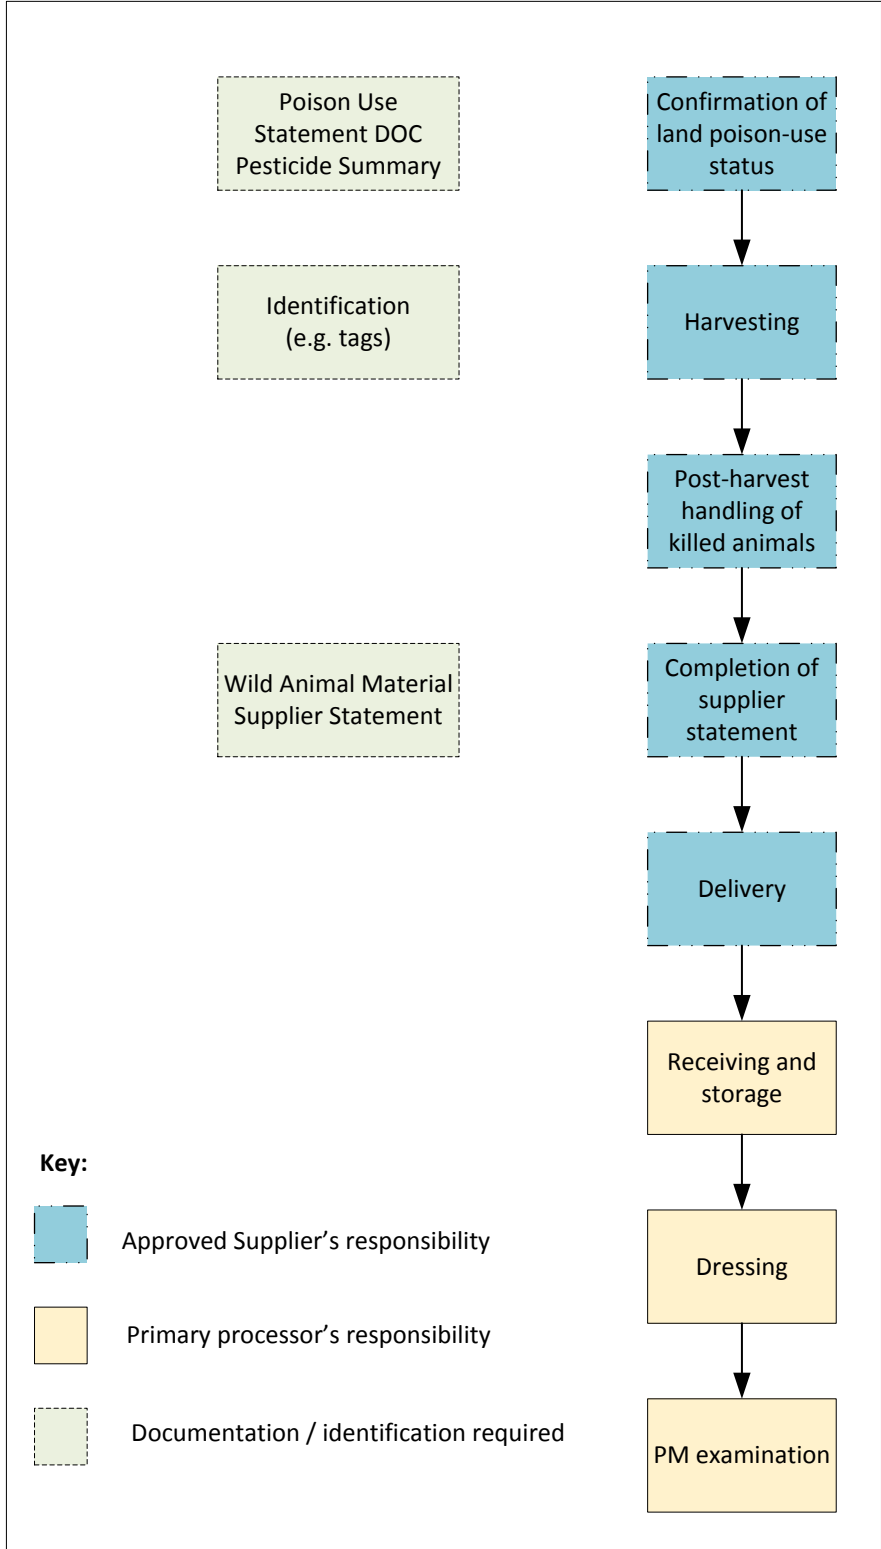 Poison Use
Statement DOC
Pesticide Summary
Confirmation of
land poison-use
status
Identification
(e.g. tags)
Harvesting
Post-harvest
handling of
killed animals
Wild Animal Material
Supplier Statement
Completion of
supplier
statement
Delivery
Receiving and
storage
Dressing
PM examination
Key:
Approved Supplier’s responsibility
Primary processor’s responsibility
Documentation / identification required